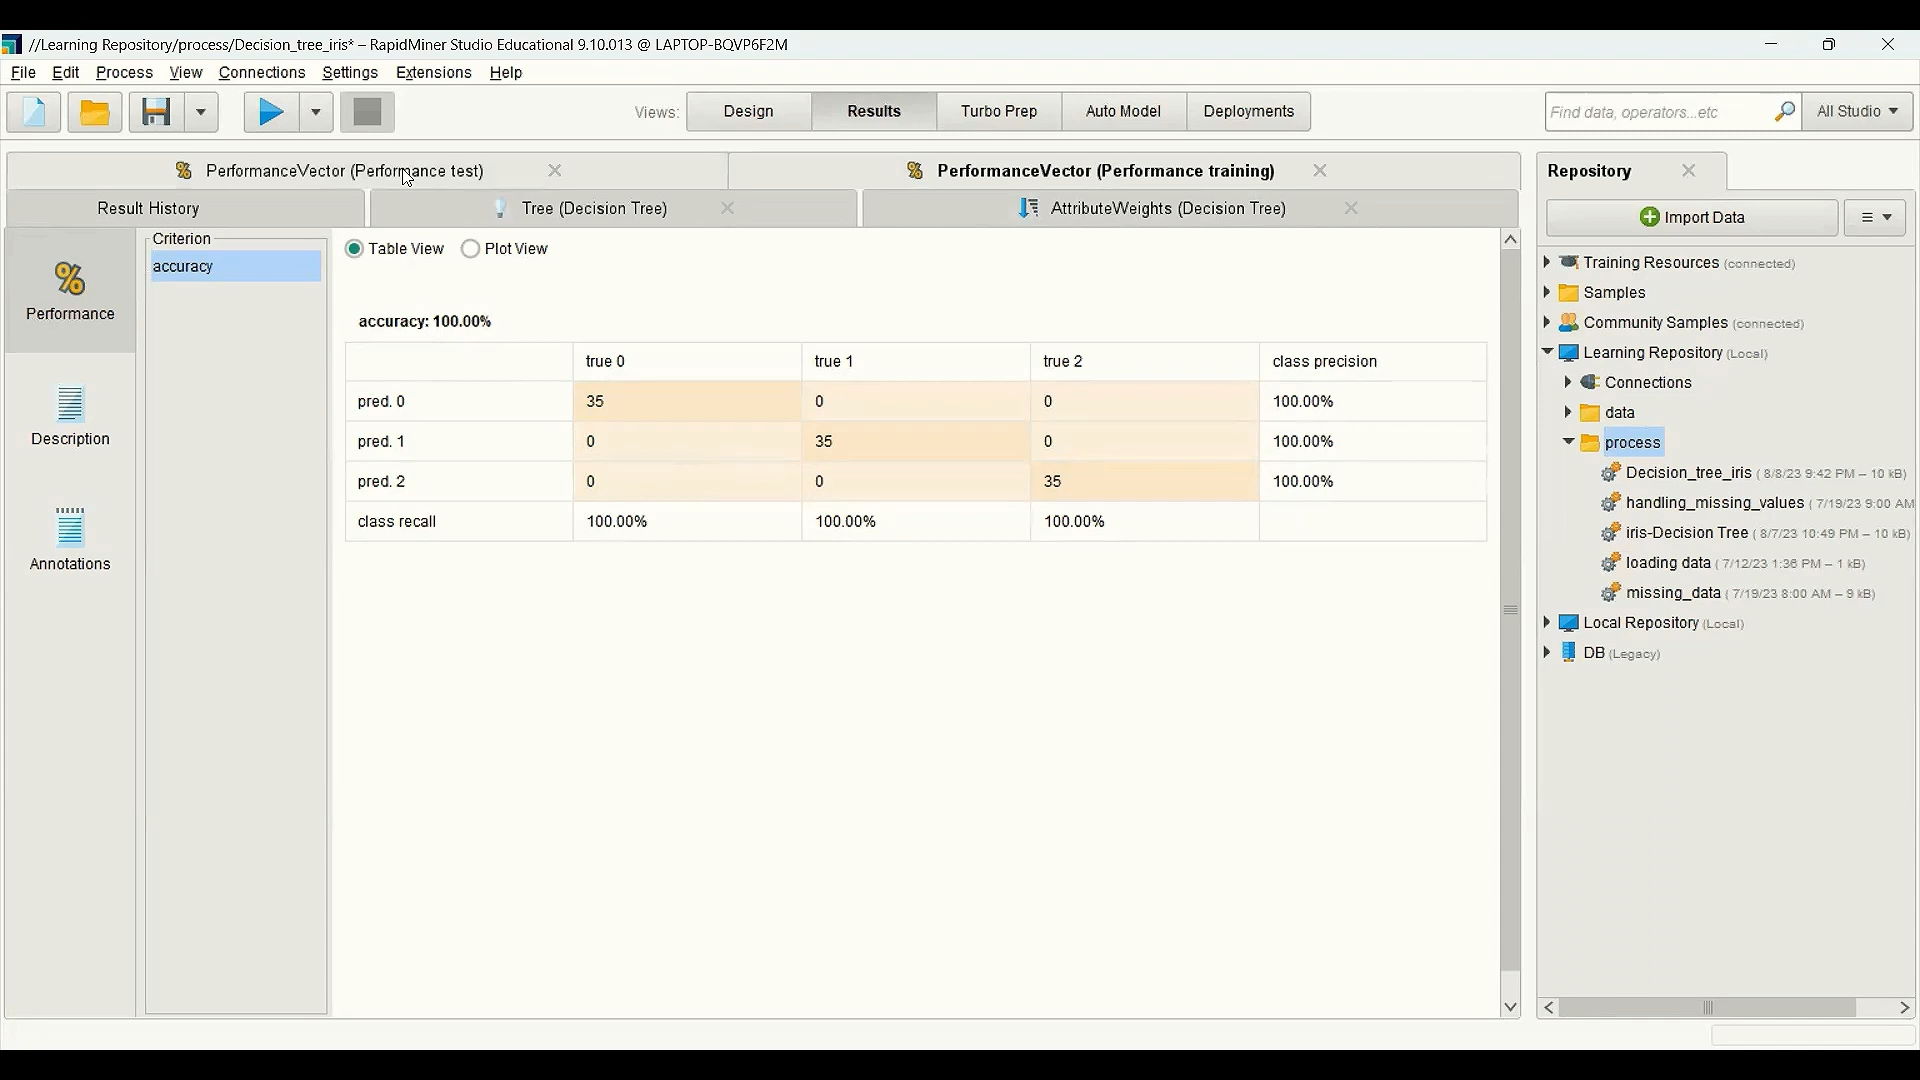 //Learning Repository/process/Decision_tree_iris* – RapidMiner Studio Educational 9.10.013 @ LAPTOP-BQVP6F2M
File Edit Process View Connections Settings Extensions Help
Views: Design Results Turbo Prep Auto Model Deployments
Find data, operators...etc All Studio
PerformanceVector (Performance test) PerformanceVector (Performance training)
Result History Tree (Decision Tree) AttributeWeights (Decision Tree)
Performance
Description
Annotations
Criterion
accuracy
Table View Plot View
accuracy: 100.00%
true 0 true 1 true 2 class precision
pred. 0 35 0 0 100.00%
pred. 1 0 35 0 100.00%
pred. 2 0 0 35 100.00%
class recall 100.00% 100.00% 100.00%
Repository
Import Data
Training Resources (connected)
Samples
Community Samples (connected)
Learning Repository (Local)
Connections
data
process
Decision_tree_iris ( 8/8/23 9:42 PM – 10 kB)
handling_missing_values ( 7/19/23 9:00 AM
iris-Decision Tree ( 8/7/23 10:49 PM – 10 kB)
loading data ( 7/12/23 1:36 PM – 1 kB)
missing_data ( 7/19/23 8:00 AM – 9 kB)
Local Repository (Local)
DB (Legacy)